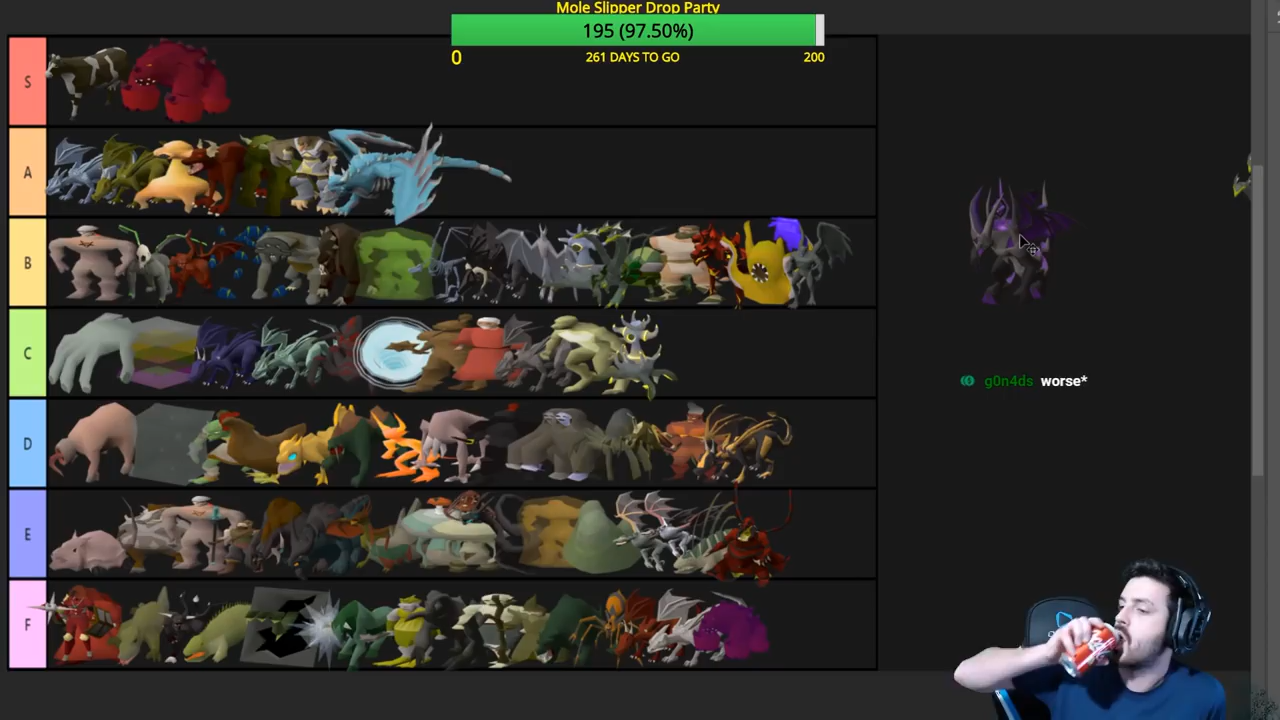 Mole Slipper Drop Party
195 (97.50%)
0 261 DAYS TO GO 200
S
A
B
g0n4ds worse*
C
D
E
F